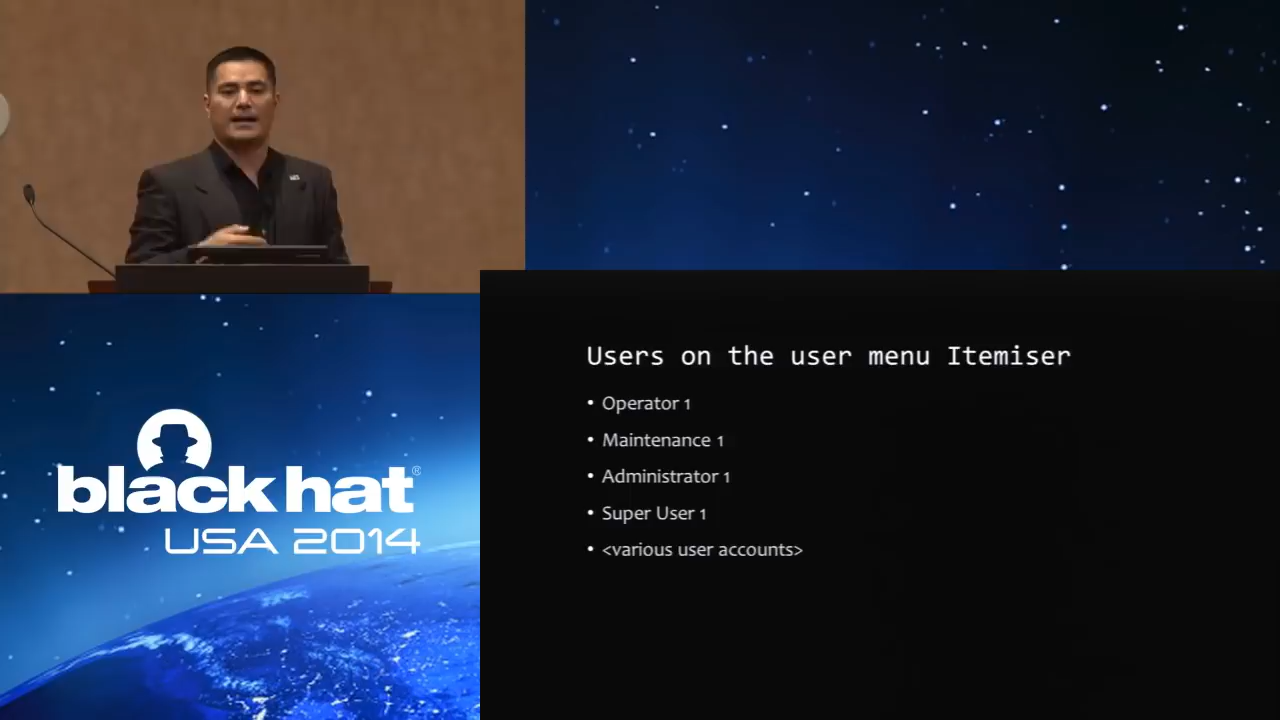 Users on the user menu Itemiser
• Operator 1
• Maintenance 1
• Administrator 1
• Super User 1
• <various user accounts>
black hat®
USA 2014